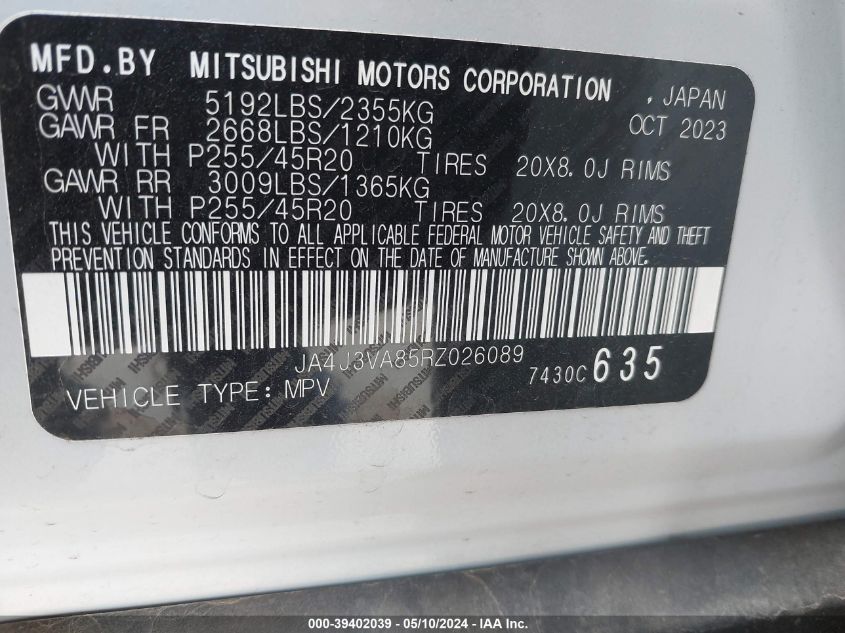 MFD.BY MITSUBISHI MOTORS CORPORATION , JAPAN
GVWR 5192LBS/2355KG OCT 2023
GAWR FR 2668LBS/1210KG
WITH P255/45R20 TIRES 20X8.0J RIMS
GAWR RR 3009LBS/1365KG
WITH P255/45R20 TIRES 20X8.0J RIMS
THIS VEHICLE CONFORMS TO ALL APPLICABLE FEDERAL MOTOR VEHICLE SAFETY AND THEFT
PREVENTION STANDARDS IN EFFECT ON THE DATE OF MANUFACTURE SHOWN ABOVE.
JA4J3VA85RZ026089 7430C 635
VEHICLE TYPE: MPV
000-39402039 — 05/10/2024 — IAA Inc.